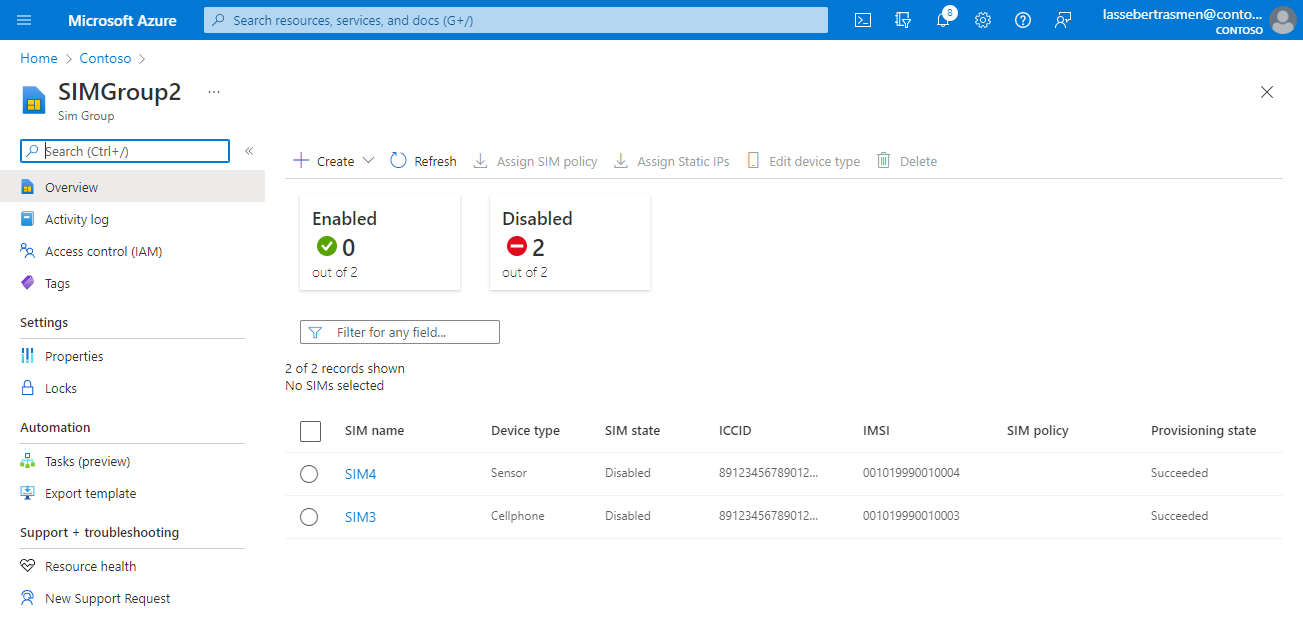 Microsoft Azure
Search resources, services, and docs (G+/)
8
lassebertrasmen@conto...
CONTOSO
Home > Contoso >
SIMGroup2 ...
Sim Group
Search (Ctrl+/)
«
Overview
Activity log
Access control (IAM)
Tags
Settings
Properties
Locks
Automation
Tasks (preview)
Export template
Support + troubleshooting
Resource health
New Support Request
Create Refresh Assign SIM policy Assign Static IPs Edit device type Delete
Enabled
0
out of 2
Disabled
2
out of 2
Filter for any field...
2 of 2 records shown
No SIMs selected
SIM name Device type SIM state ICCID IMSI SIM policy Provisioning state
SIM4 Sensor Disabled 89123456789012... 001019990010004 Succeeded
SIM3 Cellphone Disabled 89123456789012... 001019990010003 Succeeded